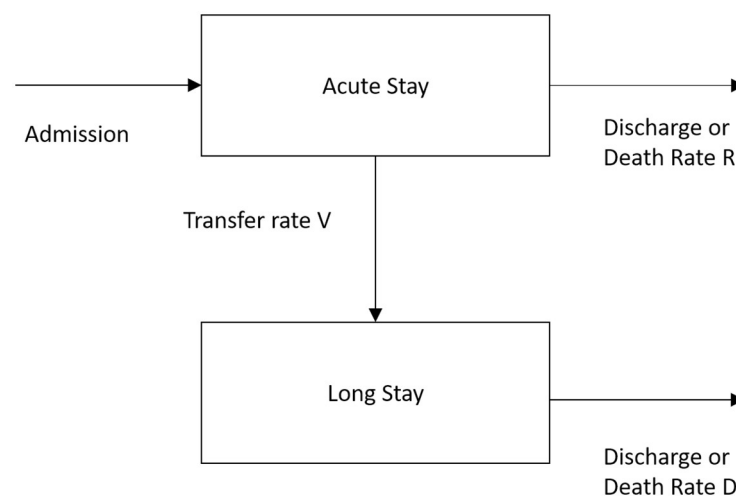 Acute Stay
Admission
Discharge or
Death Rate R
Transfer rate V
Long Stay
Discharge or
Death Rate D